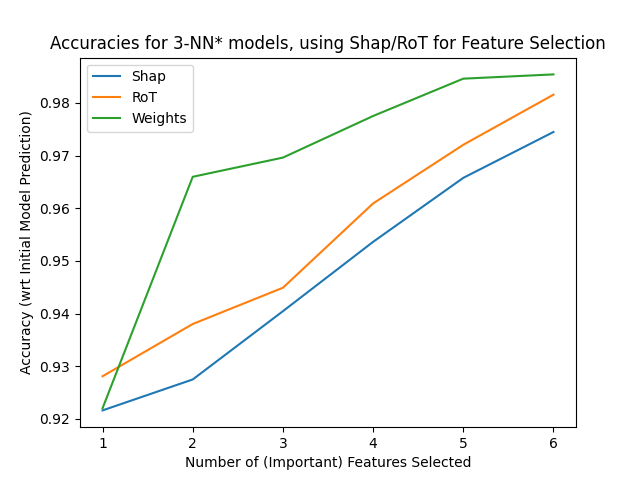 Accuracies for 3-NN* models, using Shap/RoT for Feature Selection
Shap
RoT
Weights
Accuracy (wrt Initial Model Prediction)
0.98
0.97
0.96
0.95
0.94
0.93
0.92
1 2 3 4 5 6
Number of (Important) Features Selected